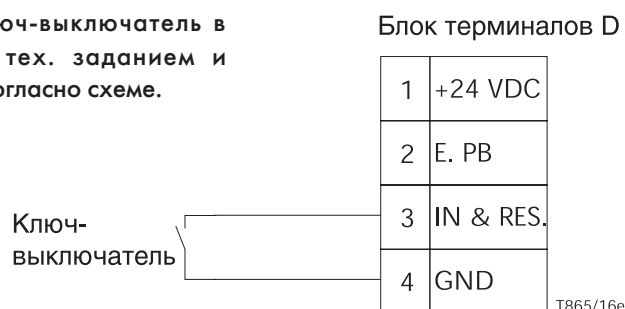 юч-выключатель в
тех. заданием и
огласно схеме.
Блок терминалов D
1 +24 VDC
2 E. PB
3 IN & RES.
4 GND
Ключ-
выключатель
T865/16e